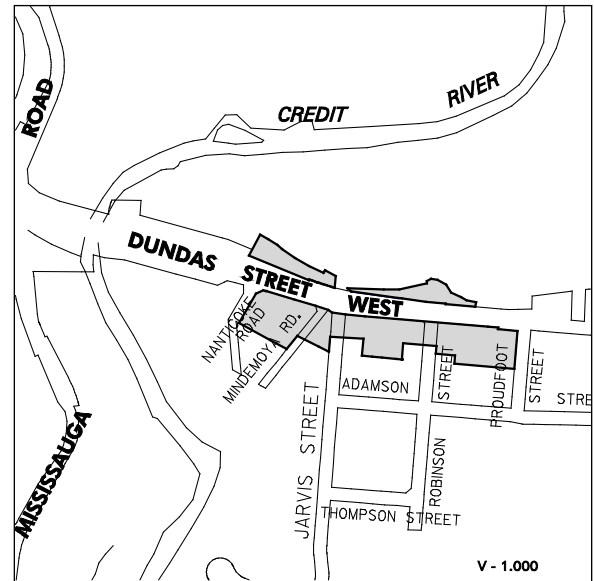 ROAD
CREDIT
RIVER
DUNDAS STREET WEST
NANTICOKE
ROAD
MINDEMOYA RD.
JARVIS STREET
ADAMSON
STREET
PROUDFOOT
STREET
STRE
MISSISSAUGA
ROBINSON
THOMPSON STREET
V - 1.000